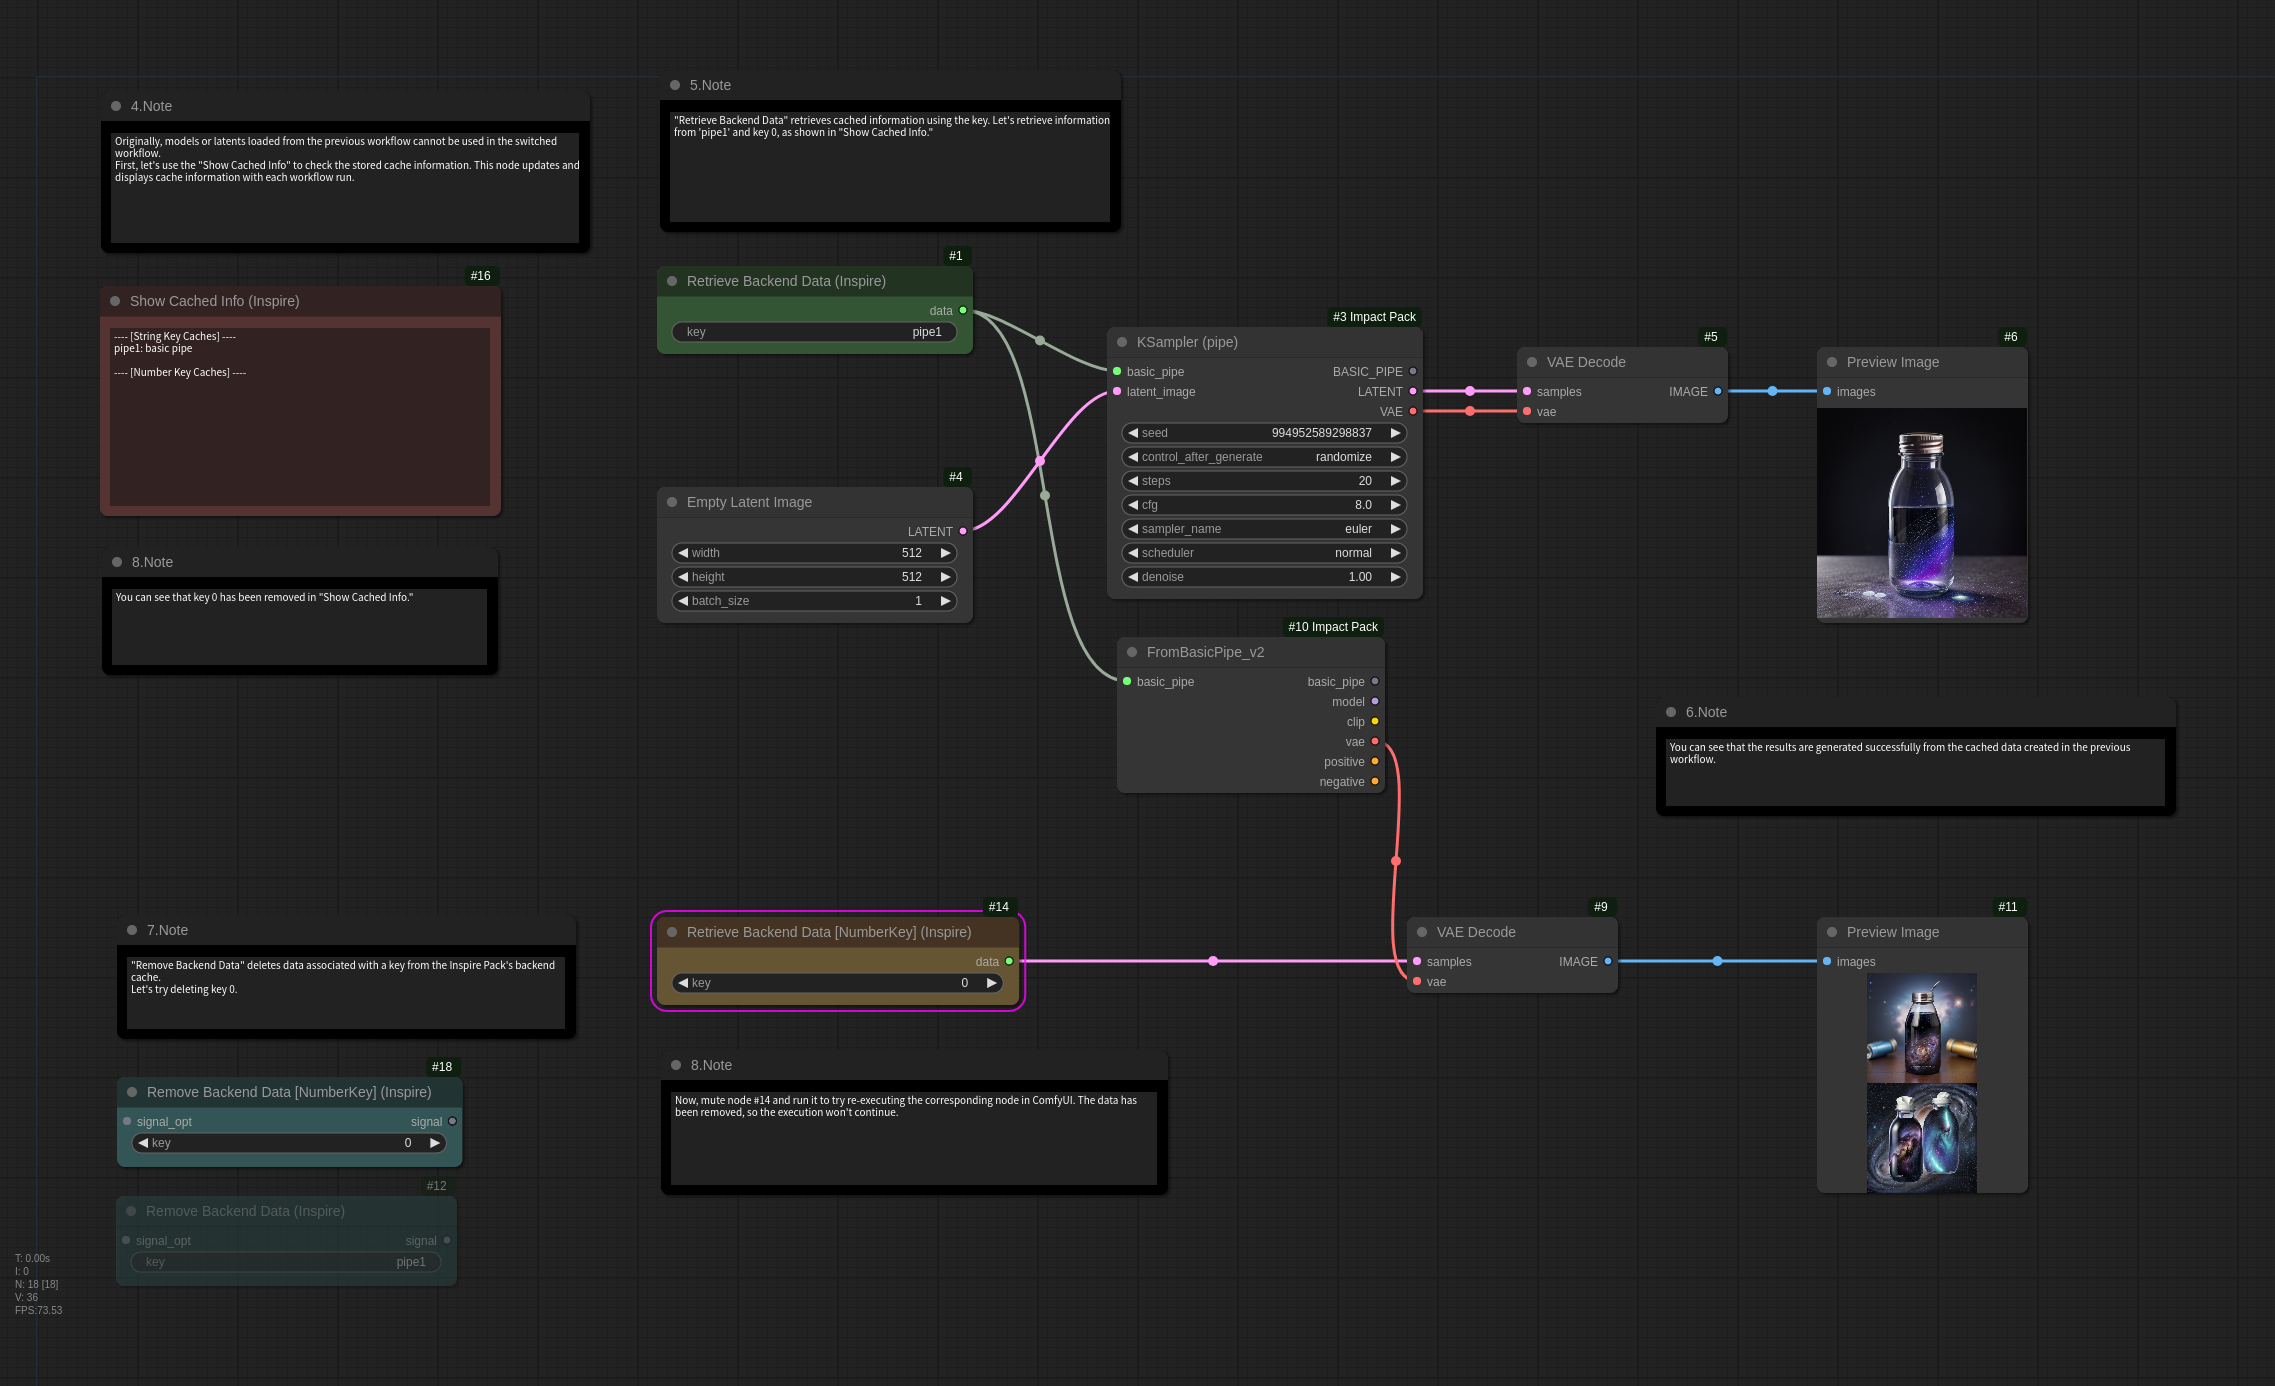 4.Note
Originally, models or latents loaded from the previous workflow cannot be used in the switched
workflow.
First, let's use the "Show Cached Info" to check the stored cache information. This node updates and
displays cache information with each workflow run.
5.Note
"Retrieve Backend Data" retrieves cached information using the key. Let's retrieve information
from 'pipe1' and key 0, as shown in "Show Cached Info."
#16
Show Cached Info (Inspire)
---- [String Key Caches] ----
pipe1: basic pipe
---- [Number Key Caches] ----
8.Note
You can see that key 0 has been removed in "Show Cached Info."
#1
Retrieve Backend Data (Inspire)
data
key pipe1
#4
Empty Latent Image
LATENT
width 512
height 512
batch_size 1
#3 Impact Pack
KSampler (pipe)
basic_pipe BASIC_PIPE
latent_image LATENT
VAE
seed 994952589298837
control_after_generate randomize
steps 20
cfg 8.0
sampler_name euler
scheduler normal
denoise 1.00
#5
VAE Decode
samples IMAGE
vae
#6
Preview Image
images
#10 Impact Pack
FromBasicPipe_v2
basic_pipe basic_pipe
model
clip
vae
positive
negative
6.Note
You can see that the results are generated successfully from the cached data created in the previous
workflow.
7.Note
"Remove Backend Data" deletes data associated with a key from the Inspire Pack's backend
cache.
Let's try deleting key 0.
#18
Remove Backend Data [NumberKey] (Inspire)
signal_opt signal
key 0
#12
Remove Backend Data (Inspire)
signal_opt signal
key pipe1
#14
Retrieve Backend Data [NumberKey] (Inspire)
data
key 0
8.Note
Now, mute node #14 and run it to try re-executing the corresponding node in ComfyUI. The data has
been removed, so the execution won't continue.
#9
VAE Decode
samples IMAGE
vae
#11
Preview Image
images
T: 0.00s
I: 0
N: 18 [18]
V: 36
FPS:73.53